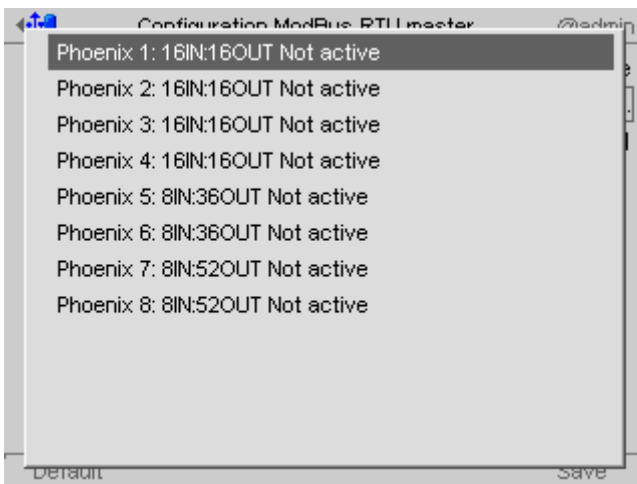 Configuration ModBus RTU master @admin
Phoenix 1: 16IN:16OUT Not active
Phoenix 2: 16IN:16OUT Not active
Phoenix 3: 16IN:16OUT Not active
Phoenix 4: 16IN:16OUT Not active
Phoenix 5: 8IN:36OUT Not active
Phoenix 6: 8IN:36OUT Not active
Phoenix 7: 8IN:52OUT Not active
Phoenix 8: 8IN:52OUT Not active
Default Save